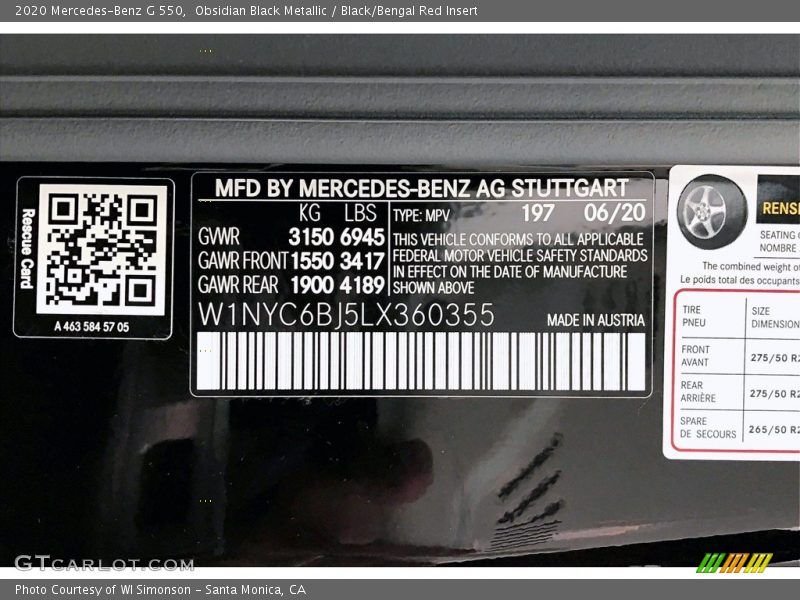 2020 Mercedes-Benz G 550,  Obsidian Black Metallic / Black/Bengal Red Insert
Rescue Card
A 463 584 57 05
MFD BY MERCEDES-BENZ AG STUTTGART
KG LBS
GWR 3150 6945
GAWR FRONT 1550 3417
GAWR REAR 1900 4189
TYPE: MPV 197 06/20
THIS VEHICLE CONFORMS TO ALL APPLICABLE
FEDERAL MOTOR VEHICLE SAFETY STANDARDS
IN EFFECT ON THE DATE OF MANUFACTURE
SHOWN ABOVE
W1NYC6BJ5LX360355
MADE IN AUSTRIA
SEATING
NOMBRE
The combined weight of
Le poids total des occupants
TIRE
PNEU
SIZE
DIMENSION
FRONT
AVANT
275/50
REAR
ARRIÈRE
275/50
SPARE
DE SECOURS
265/50
GTCARLOT.COM
Photo Courtesy of WI Simonson - Santa Monica, CA